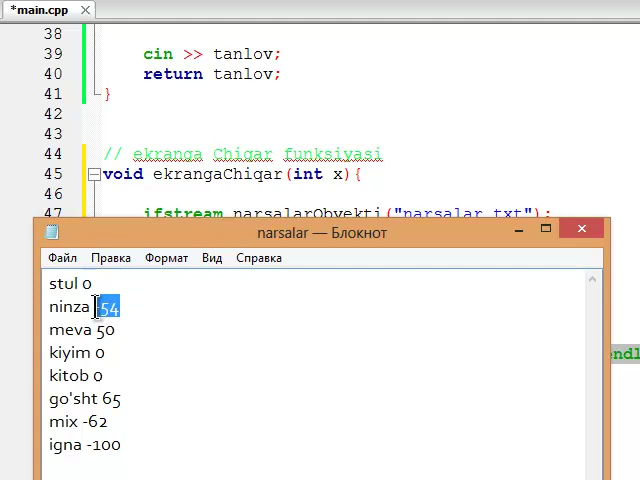 *main.cpp
38
39 cin >> tanlov;
40 return tanlov;
41 }
42
43
44 // ekranga Chiqar funksiyasi
45 void ekrangaChiqar(int x){
46
47 ifstream narsalarObyekti("narsalar.txt");
narsalar — Блокнот
Файл Правка Формат Вид Справка
stul 0
ninza -54
meva 50
kiyim 0
kitob 0
go'sht 65
mix -62
igna -100